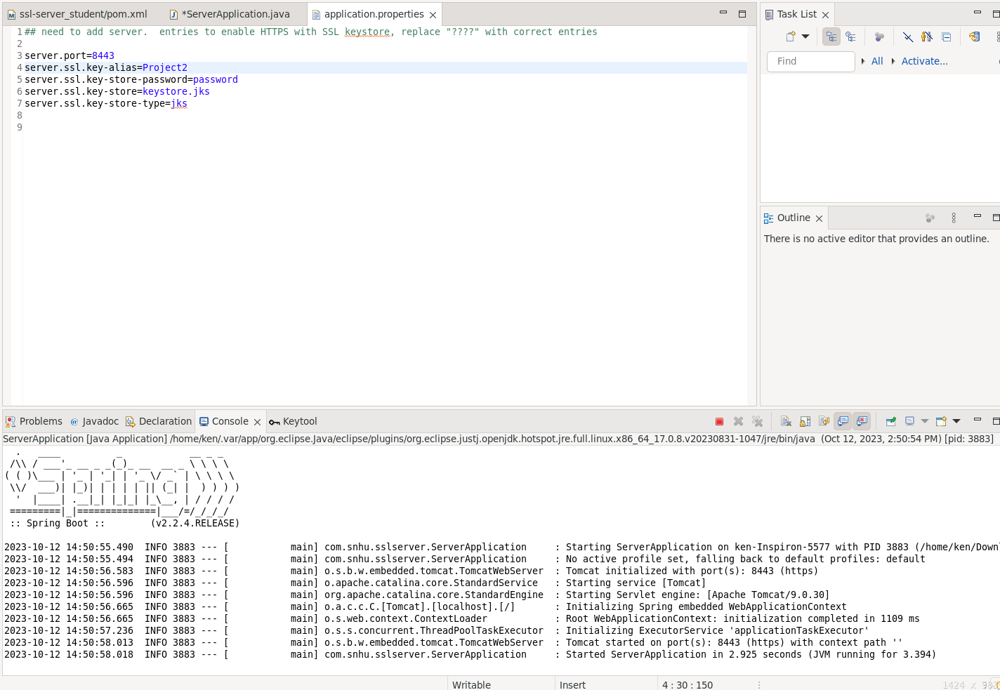 ssl-server_student/pom.xml
*ServerApplication.java
application.properties
1 ## need to add server.  entries to enable HTTPS with SSL keystore, replace "????" with correct entries
2
3 server.port=8443
4 server.ssl.key-alias=Project2
5 server.ssl.key-store-password=password
6 server.ssl.key-store=keystore.jks
7 server.ssl.key-store-type=jks
8
9
Task List
Find
All
Activate...
Outline
There is no active editor that provides an outline.
Problems
Javadoc
Declaration
Console
Keytool
ServerApplication [Java Application] /home/ken/.var/app/org.eclipse.Java/eclipse/plugins/org.eclipse.justj.openjdk.hotspot.jre.full.linux.x86_64_17.0.8.v20230831-1047/jre/bin/java  (Oct 12, 2023, 2:50:54 PM) [pid: 3883]
  .   ____          _            __ _ _
 /\\ / ___'_ __ _ _(_)_ __  __ _ \ \ \ \
( ( )\___ | '_ | '_| | '_ \/ _` | \ \ \ \
 \\/  ___)| |_)| | | | | || (_| |  ) ) ) )
  '  |____| .__|_| |_|_| |_\__, | / / / /
 =========|_|==============|___/=/_/_/_/
 :: Spring Boot ::        (v2.2.4.RELEASE)
2023-10-12 14:50:55.490  INFO 3883 --- [           main] com.snhu.sslserver.ServerApplication     : Starting ServerApplication on ken-Inspiron-5577 with PID 3883 (/home/ken/Down
2023-10-12 14:50:55.494  INFO 3883 --- [           main] com.snhu.sslserver.ServerApplication     : No active profile set, falling back to default profiles: default
2023-10-12 14:50:56.583  INFO 3883 --- [           main] o.s.b.w.embedded.tomcat.TomcatWebServer  : Tomcat initialized with port(s): 8443 (https)
2023-10-12 14:50:56.596  INFO 3883 --- [           main] o.apache.catalina.core.StandardService   : Starting service [Tomcat]
2023-10-12 14:50:56.596  INFO 3883 --- [           main] org.apache.catalina.core.StandardEngine  : Starting Servlet engine: [Apache Tomcat/9.0.30]
2023-10-12 14:50:56.665  INFO 3883 --- [           main] o.a.c.c.C.[Tomcat].[localhost].[/]       : Initializing Spring embedded WebApplicationContext
2023-10-12 14:50:56.665  INFO 3883 --- [           main] o.s.web.context.ContextLoader            : Root WebApplicationContext: initialization completed in 1109 ms
2023-10-12 14:50:57.236  INFO 3883 --- [           main] o.s.s.concurrent.ThreadPoolTaskExecutor  : Initializing ExecutorService 'applicationTaskExecutor'
2023-10-12 14:50:58.013  INFO 3883 --- [           main] o.s.b.w.embedded.tomcat.TomcatWebServer  : Tomcat started on port(s): 8443 (https) with context path ''
2023-10-12 14:50:58.018  INFO 3883 --- [           main] com.snhu.sslserver.ServerApplication     : Started ServerApplication in 2.925 seconds (JVM running for 3.394)
Writable
Insert
4 : 30 : 150
1424 x 983